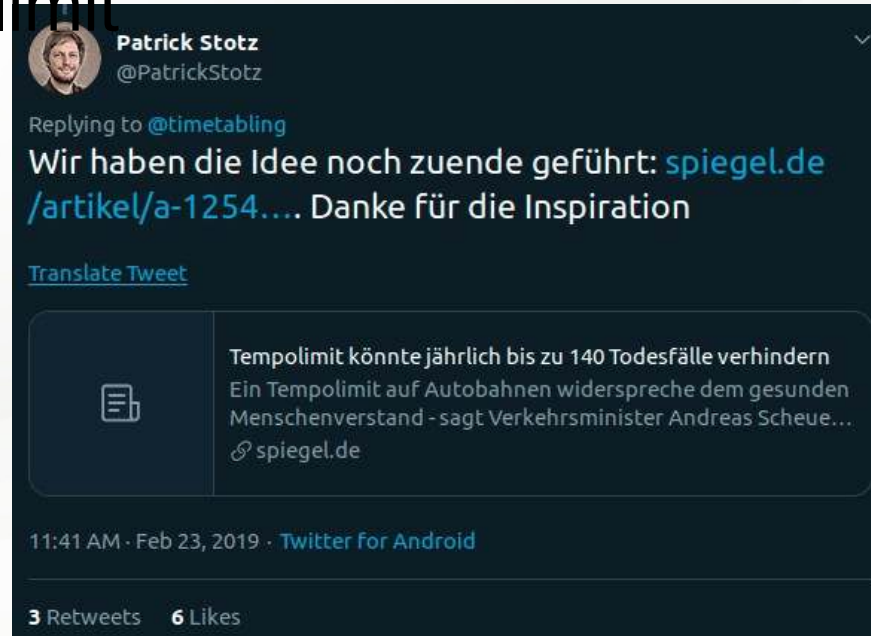 Patrick Stotz
@PatrickStotz
Replying to @timetabling
Wir haben die Idee noch zuende geführt: spiegel.de
/artikel/a-1254…. Danke für die Inspiration
Translate Tweet
Tempolimit könnte jährlich bis zu 140 Todesfälle verhindern
Ein Tempolimit auf Autobahnen widerspreche dem gesunden
Menschenverstand - sagt Verkehrsminister Andreas Scheue…
spiegel.de
11:41 AM · Feb 23, 2019 · Twitter for Android
3 Retweets 6 Likes